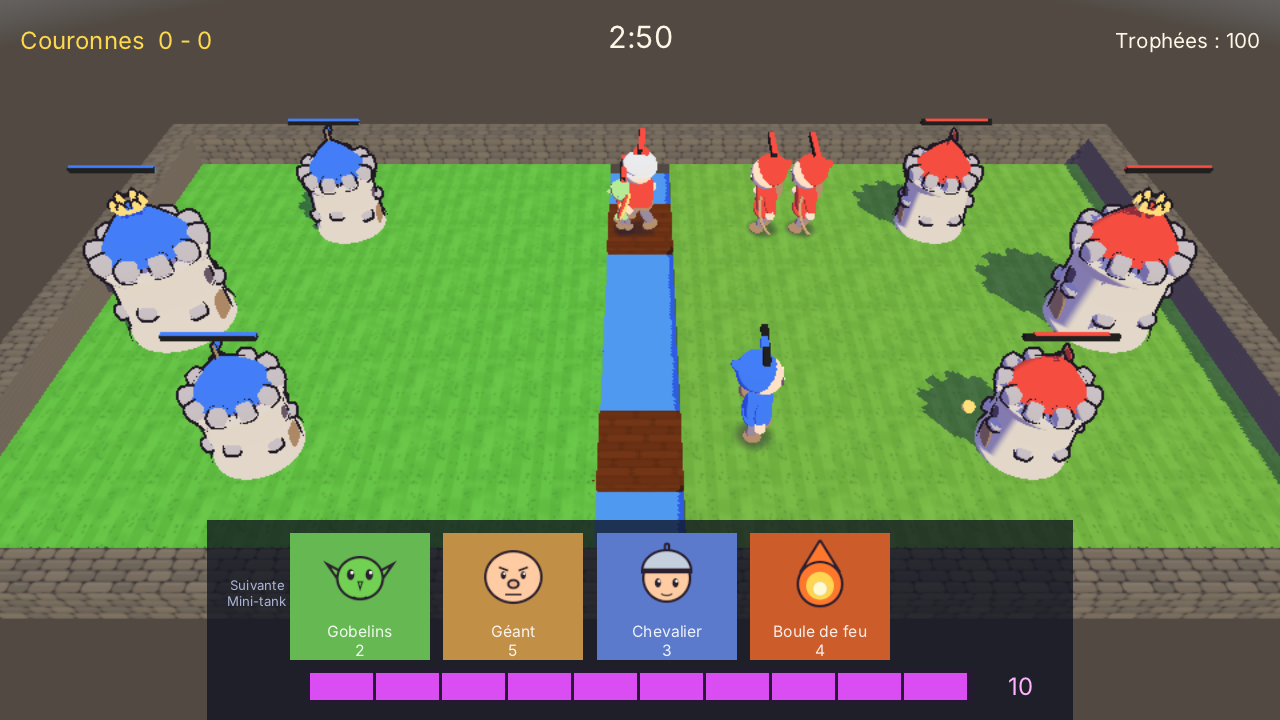 Couronnes 0 - 0
2:50
Trophées : 100
Suivante
Mini-tank
Gobelins
2
Géant
5
Chevalier
3
Boule de feu
4
10